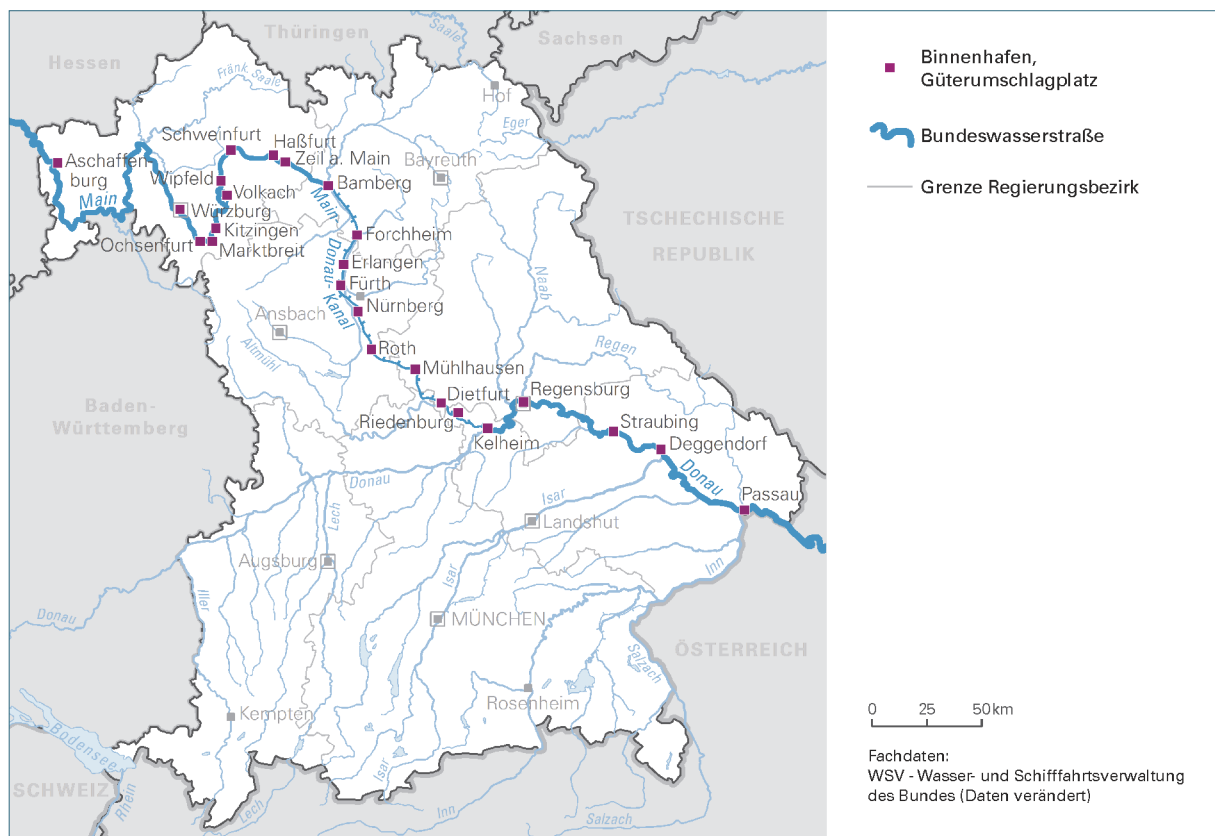 Thüringen
Sachsen
Hessen
Saale
Fränk. Saale
Hof
Eger
Schweinfurt
Haßfurt
Zeil a. Main
Bayreuth
Aschaffen
burg
Main
Wipfeld
Volkach
Bamberg
Würzburg
Main-
Kitzingen
Ochsenfurt
Marktbreit
Forchheim
TSCHECHISCHE
REPUBLIK
Erlangen
Donau-
Fürth
Kanal
Nürnberg
Naab
Ansbach
Altmühl
Roth
Regen
Mühlhausen
Baden-
Württemberg
Dietfurt
Regensburg
Riedenburg
Kelheim
Straubing
Deggendorf
Donau
Donau
Passau
Isar
Lech
Landshut
Augsburg
Isar
Inn
Iller
Donau
MÜNCHEN
ÖSTERREICH
Salzach
Rosenheim
Kempten
Bodensee
SCHWEIZ
Rhein
Isar
Lech
Inn
Salzach
Binnenhafen,
Güterumschlagplatz
Bundeswasserstraße
Grenze Regierungsbezirk
0 25 50 km
Fachdaten:
WSV - Wasser- und Schifffahrtsverwaltung
des Bundes (Daten verändert)